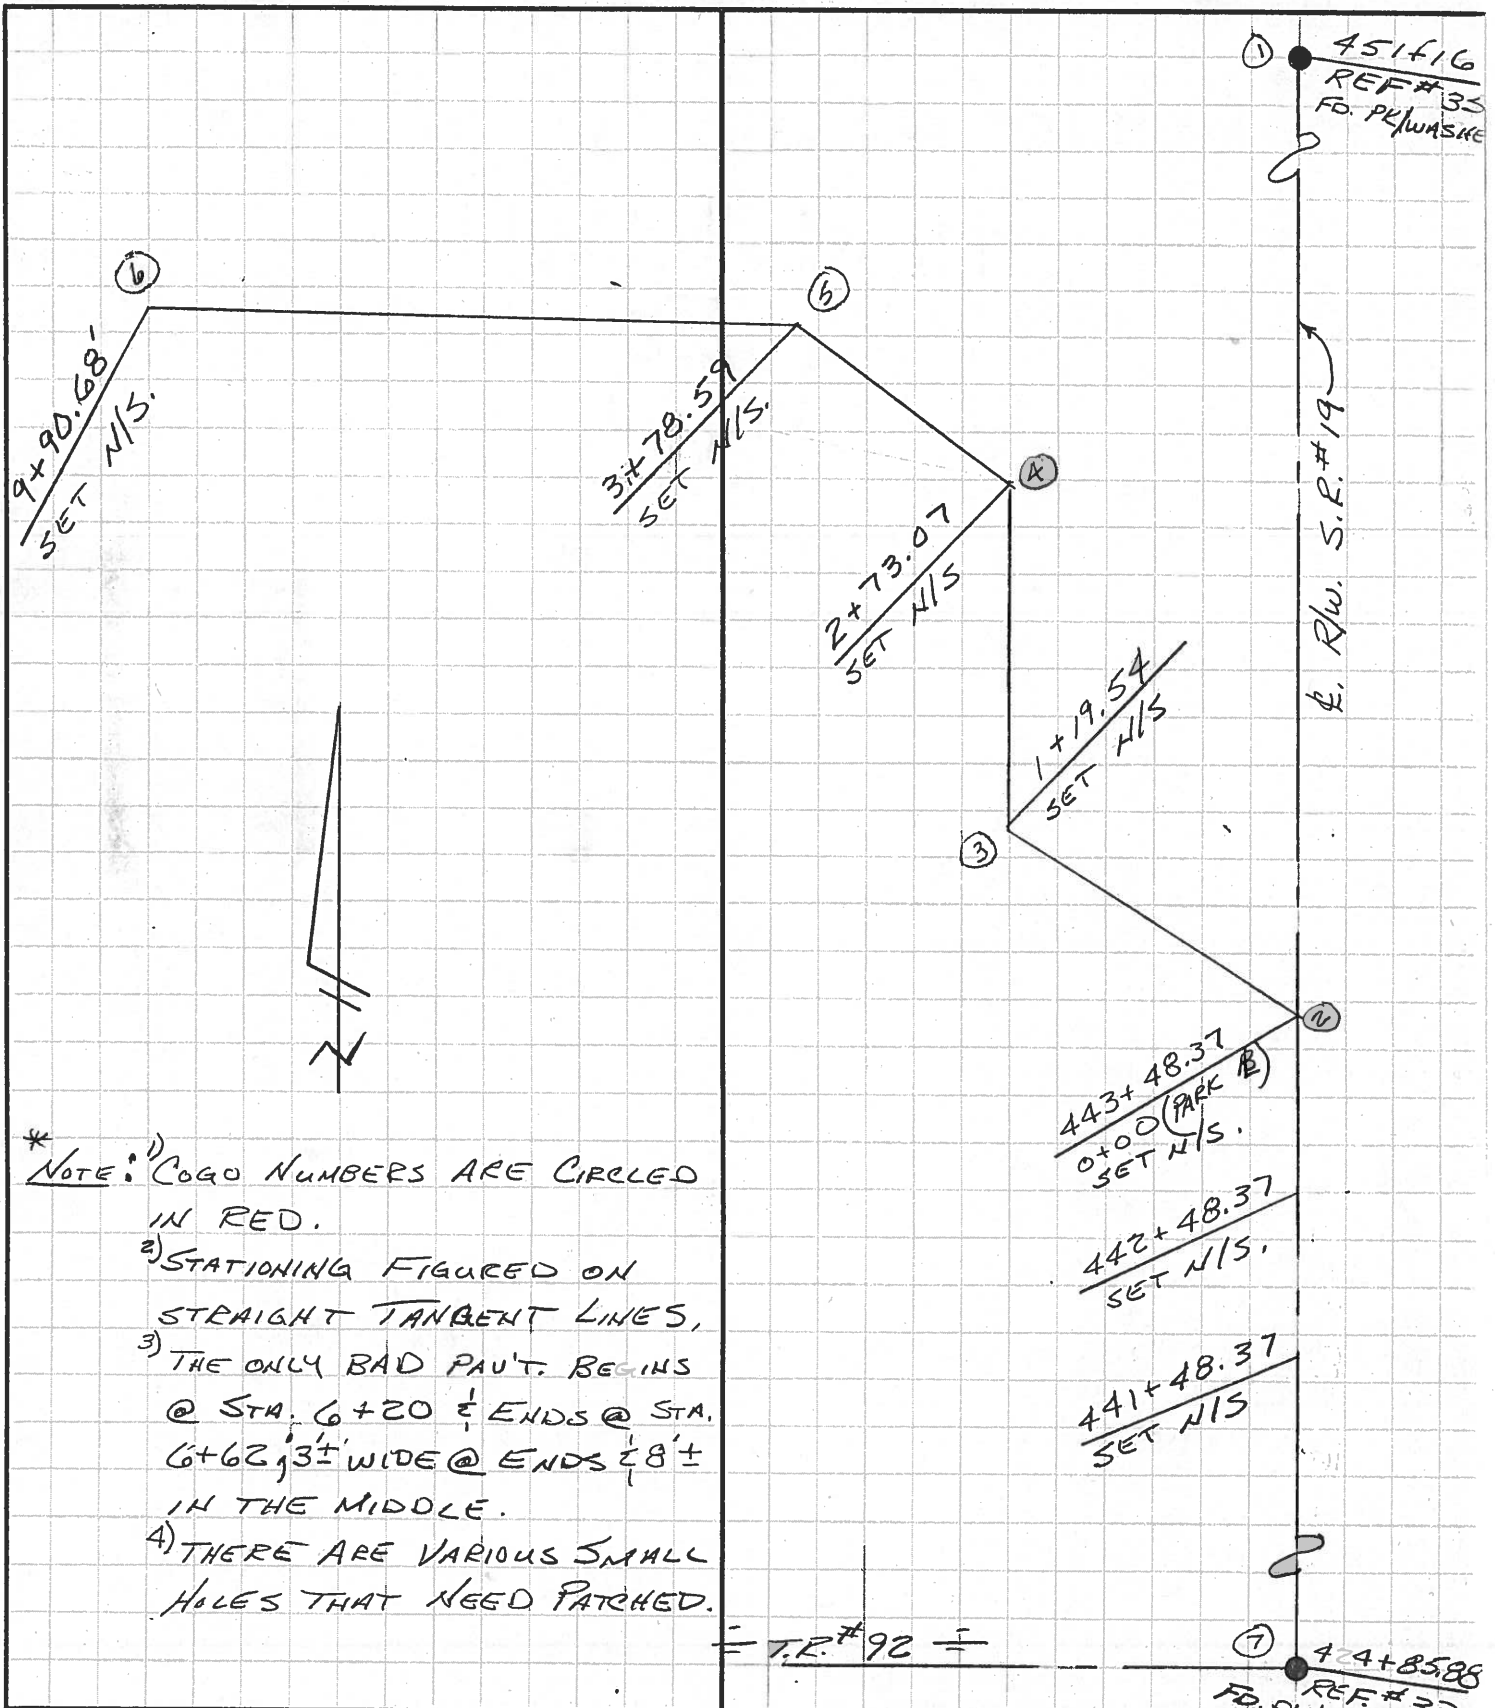 ①
451+16
REF # 35
FD. PK/WASHE
⑥
⑤
9+90.68'
SET N/S.
3+78.59
SET N/S.
④
2+73.07
SET N/S
℄. R/W. S.R.#19
1+19.54
SET N/S
③
②
443+48.37
0+00 (PARK ℄)
SET N/S.
442+48.37
SET N/S.
441+48.37
SET N/S
N
* NOTE: 1) COGO NUMBERS ARE CIRCLED
IN RED.
2) STATIONING FIGURED ON
STRAIGHT TANGENT LINES.
3) THE ONLY BAD PAV'T. BEGINS
@ STA. 6+20 & ENDS @ STA.
6+62; 3'± WIDE @ ENDS & 8'±
IN THE MIDDLE.
4) THERE ARE VARIOUS SMALL
HOLES THAT NEED PATCHED.
T.R.#92
⑦
424+85.88
REF. #
FD.